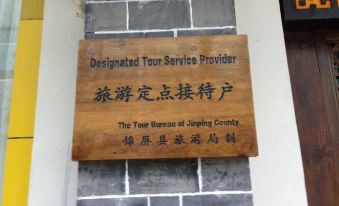 Designated Tour Service Provider
旅游定点接待户
The Tour Bureau of Jinping County
锦屏县旅游局制